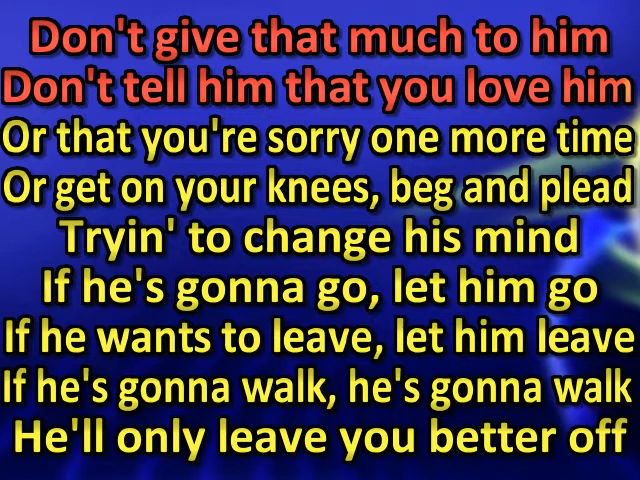 Don't give that much to him
Don't tell him that you love him
Or that you're sorry one more time
Or get on your knees, beg and plead
Tryin' to change his mind
If he's gonna go, let him go
If he wants to leave, let him leave
If he's gonna walk, he's gonna walk
He'll only leave you better off